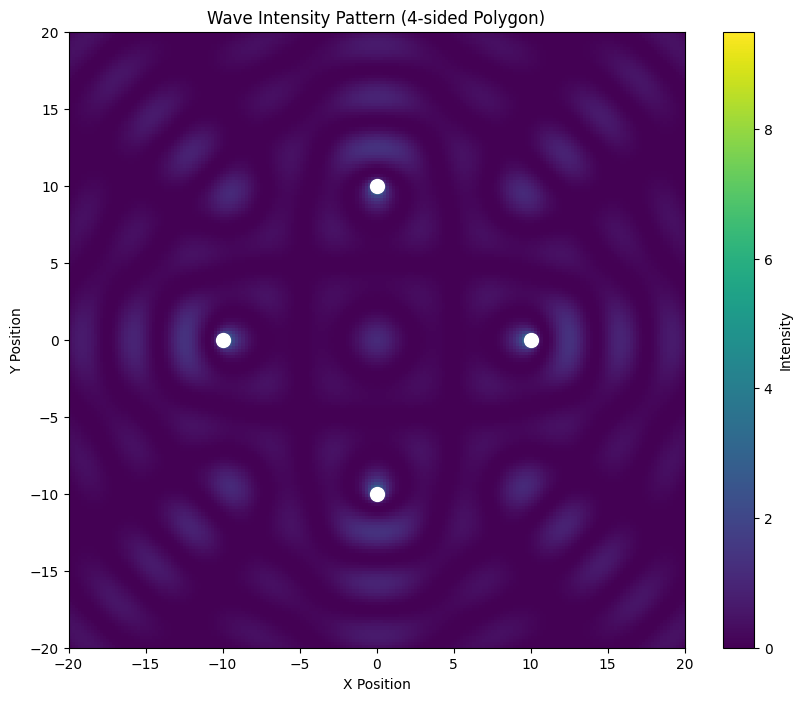 Wave Intensity Pattern (4-sided Polygon)
20
15
10
5
0
−5
−10
−15
−20
Y Position
−20 −15 −10 −5 0 5 10 15 20
X Position
8
6
4
2
0
Intensity